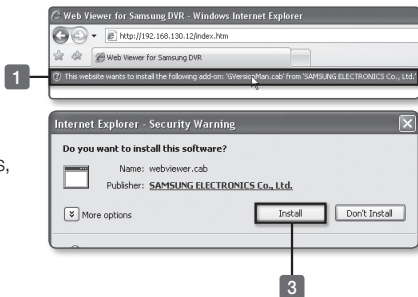 Web Viewer for Samsung DVR - Windows Internet Explorer
http://192.168.130.12/index.htm
Web Viewer for Samsung DVR
1
This website wants to install the following add-on: 'GVersionMan.cab' from 'SAMSUNG ELECTRONICS Co., Ltd.'
Internet Explorer - Security Warning
Do you want to install this software?
s,
Name: webviewer.cab
Publisher: SAMSUNG ELECTRONICS Co., Ltd.
More options
Install
Don't Install
3